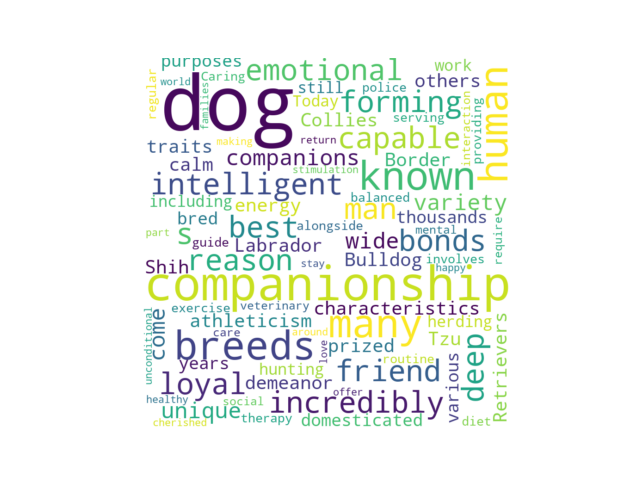 purposes
emotional
work
world
Caring
still
police
others
regular
dog
families
Today
forming
human
interaction
providing
Collies
serving
making
return
capable
traits
companions
Border
calm
stimulation
known
intelligent
including
energy
balanced
variety
man
thousands
bred
best
alongside
mental
s
guide
Labrador
wide
bonds
require
reason
Bulldog
involves
Shih
stay
happy
companionship
unconditional
come
exercise
veterinary
characteristics
athleticism
many
herding
care
around
breeds
love
prized
Tzu
deep
Retrievers
years
hunting
friend
routine
various
loyal
demeanor
offer
healthy
social
incredibly
unique
therapy
domesticated
diet
cherished
part